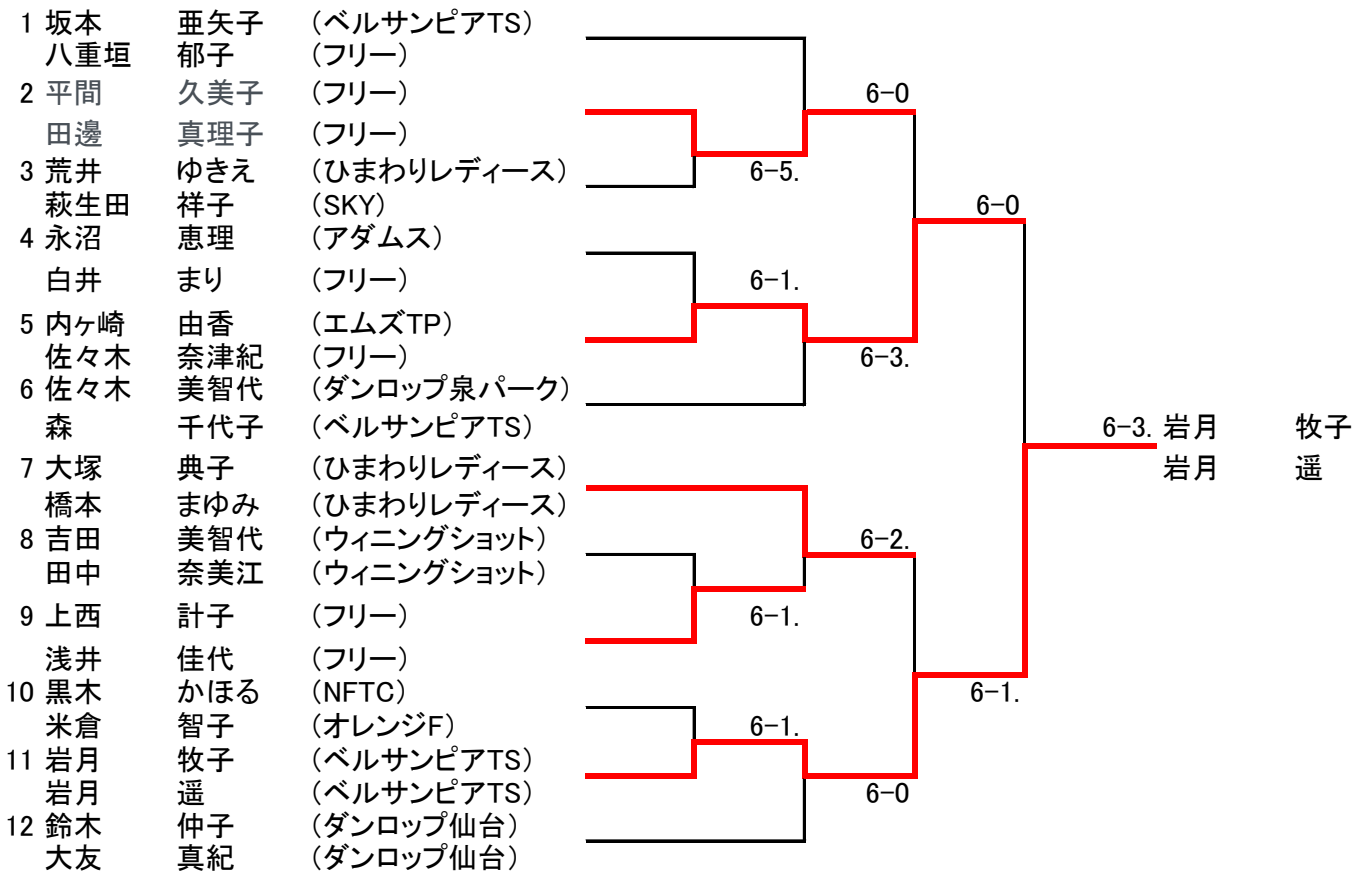 1 坂本 亜矢子 (ベルサンピアTS)
八重垣 郁子 (フリー)
2 平間 久美子 (フリー) 6-0
田邊 真理子 (フリー)
3 荒井 ゆきえ (ひまわりレディース) 6-5.
萩生田 祥子 (SKY) 6-0
4 永沼 恵理 (アダムス)
白井 まり (フリー) 6-1.
5 内ヶ崎 由香 (エムズTP)
佐々木 奈津紀 (フリー) 6-3.
6 佐々木 美智代 (ダンロップ泉パーク)
森 千代子 (ベルサンピアTS) 6-3. 岩月 牧子
7 大塚 典子 (ひまわりレディース) 岩月 遥
橋本 まゆみ (ひまわりレディース)
8 吉田 美智代 (ウィニングショット) 6-2.
田中 奈美江 (ウィニングショット)
9 上西 計子 (フリー) 6-1.
浅井 佳代 (フリー)
10 黒木 かほる (NFTC) 6-1.
米倉 智子 (オレンジF) 6-1.
11 岩月 牧子 (ベルサンピアTS)
岩月 遥 (ベルサンピアTS) 6-0
12 鈴木 仲子 (ダンロップ仙台)
大友 真紀 (ダンロップ仙台)